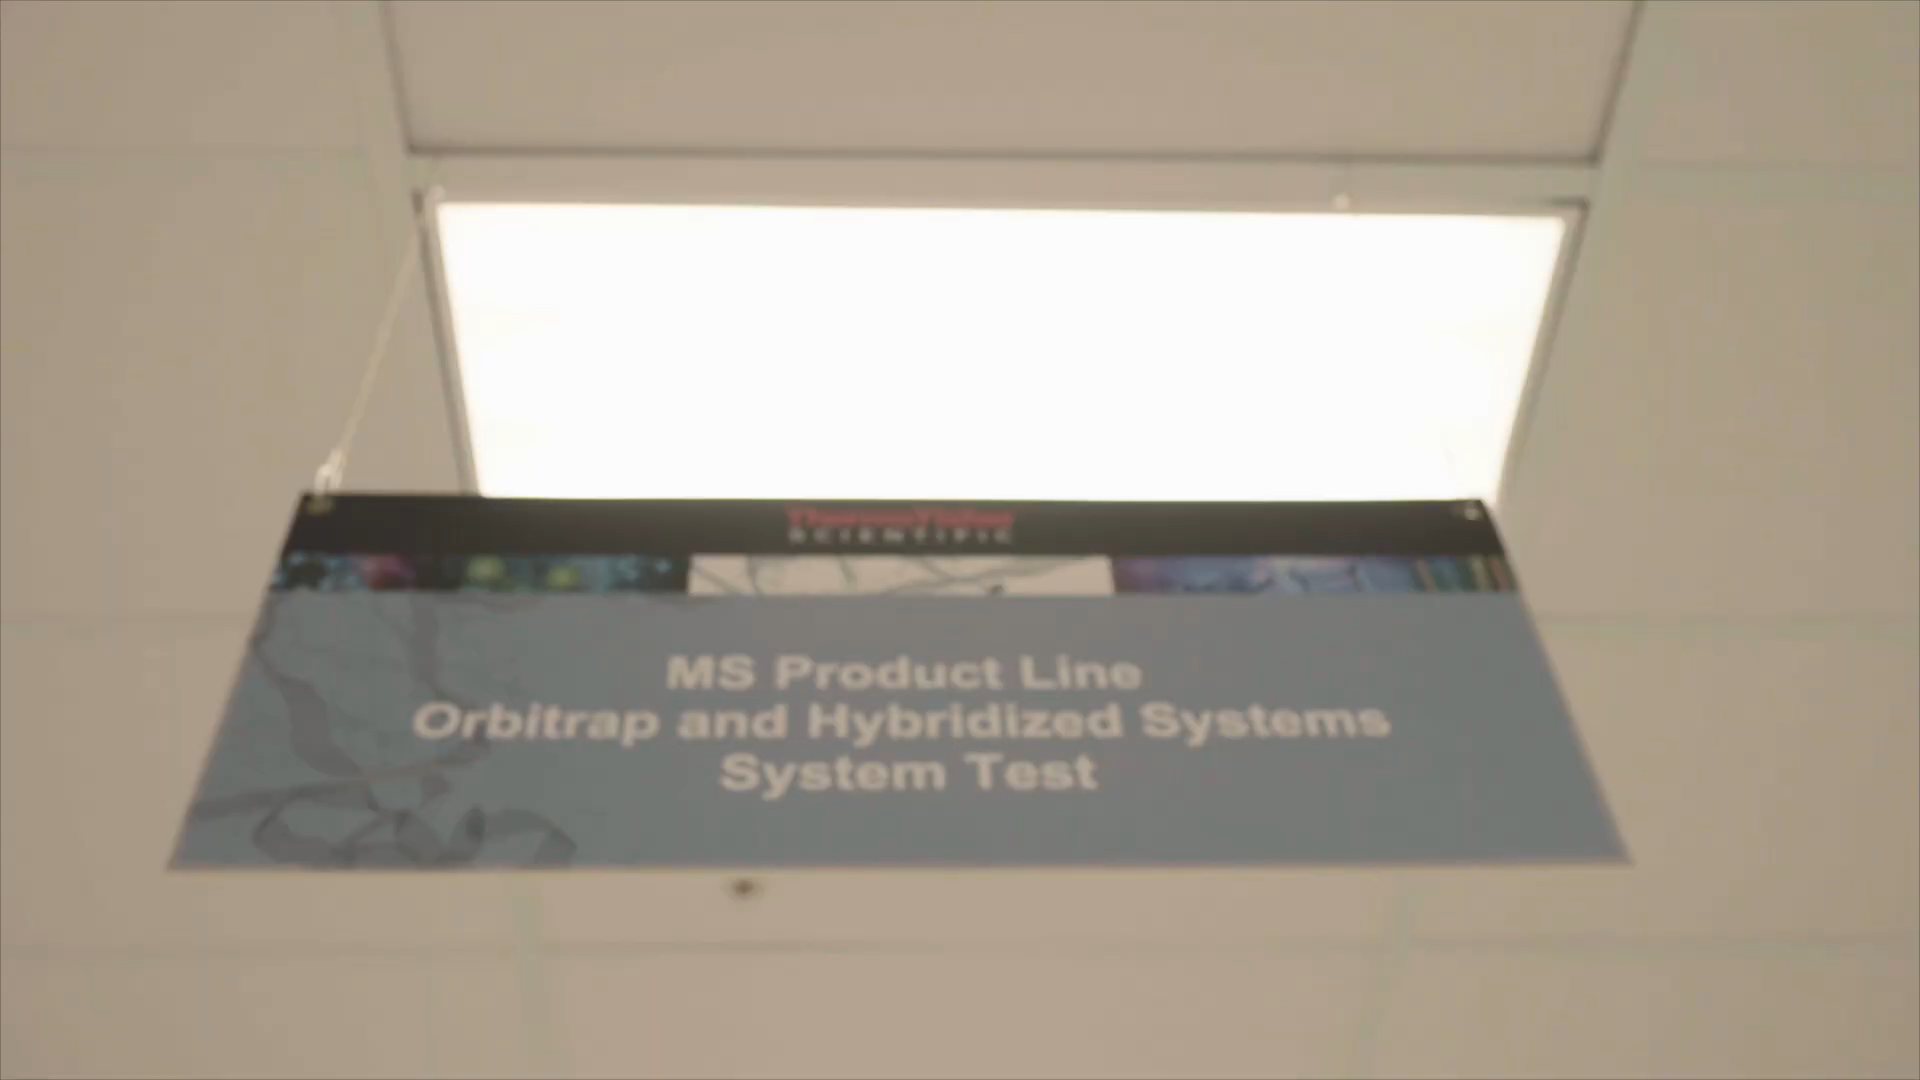 ThermoFisher
SCIENTIFIC
MS Product Line
Orbitrap and Hybridized Systems
System Test